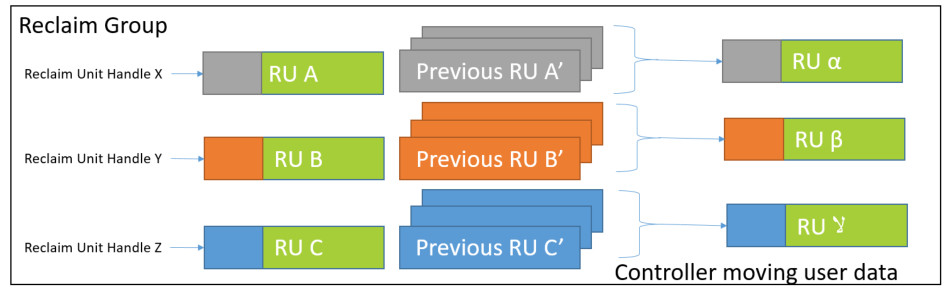 Reclaim Group
Reclaim Unit Handle X
RU A
Previous RU A′
RU α
Reclaim Unit Handle Y
RU B
Previous RU B′
RU β
Reclaim Unit Handle Z
RU C
Previous RU C′
RU ﻻ
Controller moving user data